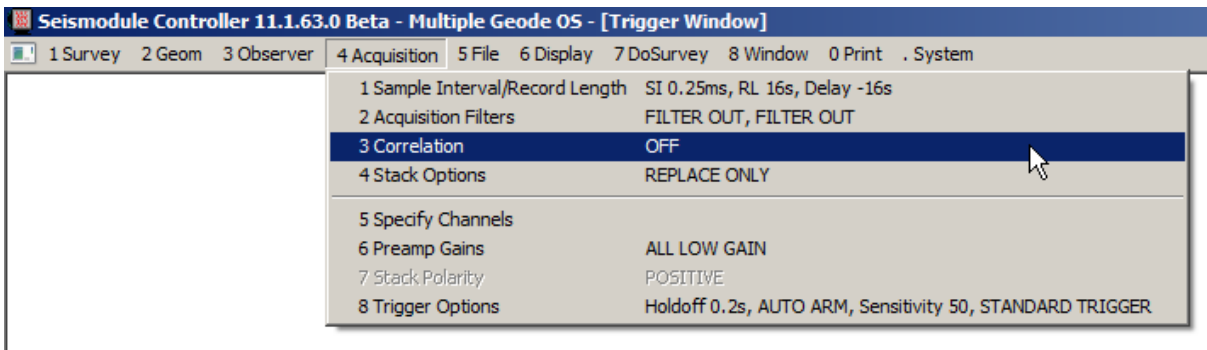 Seismodule Controller 11.1.63.0 Beta - Multiple Geode OS - [Trigger Window]
1 Survey 2 Geom 3 Observer 4 Acquisition 5 File 6 Display 7 DoSurvey 8 Window 0 Print . System
1 Sample Interval/Record Length SI 0.25ms, RL 16s, Delay -16s
2 Acquisition Filters FILTER OUT, FILTER OUT
3 Correlation OFF
4 Stack Options REPLACE ONLY
5 Specify Channels
6 Preamp Gains ALL LOW GAIN
7 Stack Polarity POSITIVE
8 Trigger Options Holdoff 0.2s, AUTO ARM, Sensitivity 50, STANDARD TRIGGER